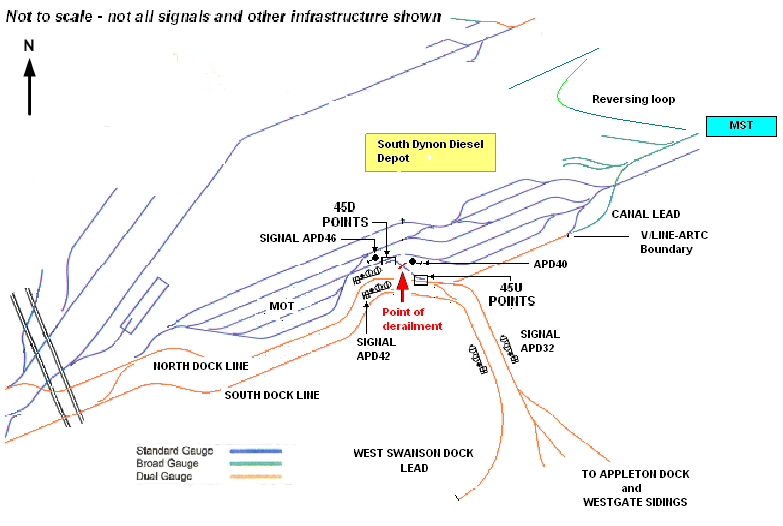 Not to scale - not all signals and other infrastructure shown
N
Reversing loop
MST
South Dynon Diesel
Depot
45D
POINTS
CANAL LEAD
SIGNAL APD46
V/LINE-ARTC
Boundary
APD40
45U
POINTS
MOT
Point of
derailment
SIGNAL
APD42
SIGNAL
APD32
NORTH DOCK LINE
SOUTH DOCK LINE
WEST SWANSON DOCK
LEAD
Standard Gauge
Broad Gauge
Dual Gauge
TO APPLETON DOCK
and
WESTGATE SIDINGS